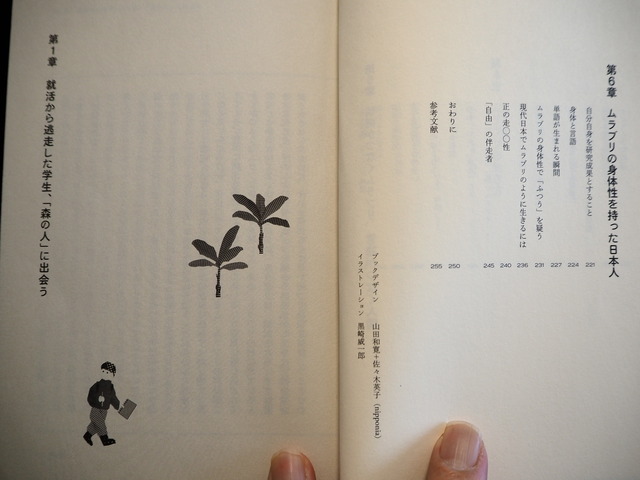 第6章　ムラブリの身体性を持った日本人
自分自身を研究成果とすること 221
身体と言語 224
単語が生まれる瞬間 227
ムラブリの身体性で「ふつう」を疑う 231
現代日本でムラブリのように生きるには 236
正の走〇〇性 240
「自由」の伴走者 245
おわりに 250
参考文献 255
ブックデザイン　山田和寛+佐々木英子(nipponia)
イラストレーション　黒崎威一郎
第1章　就活から逃走した学生、「森の人」に出会う